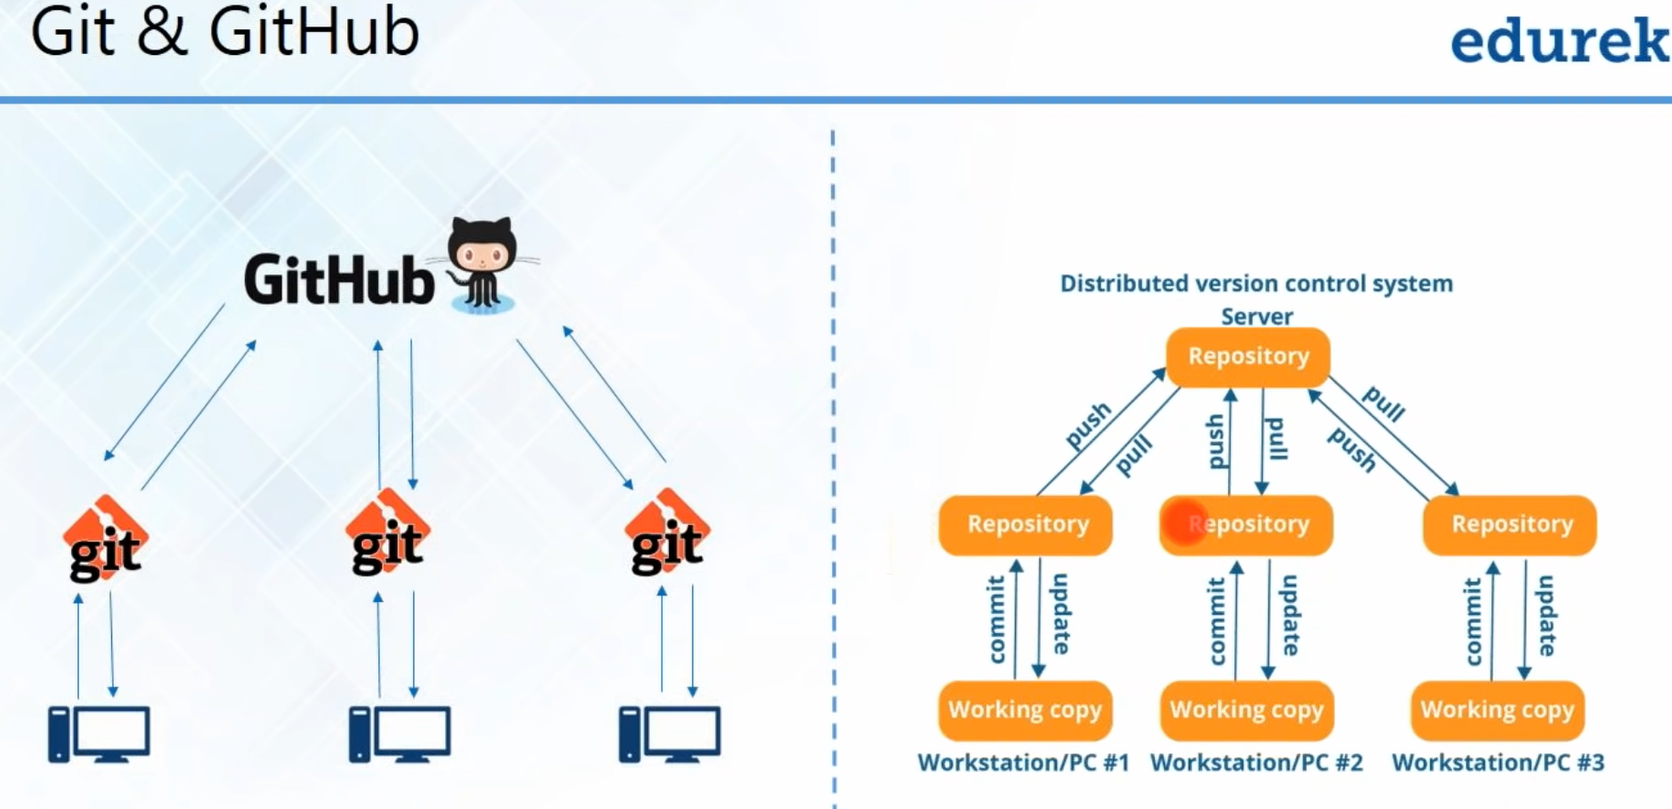 Git & GitHub
edurek
GitHub
git
git
git
Distributed version control system
Server
Repository
push
pull
push
pull
push
pull
Repository
Repository
Repository
commit
update
commit
update
commit
update
Working copy
Working copy
Working copy
Workstation/PC #1
Workstation/PC #2
Workstation/PC #3